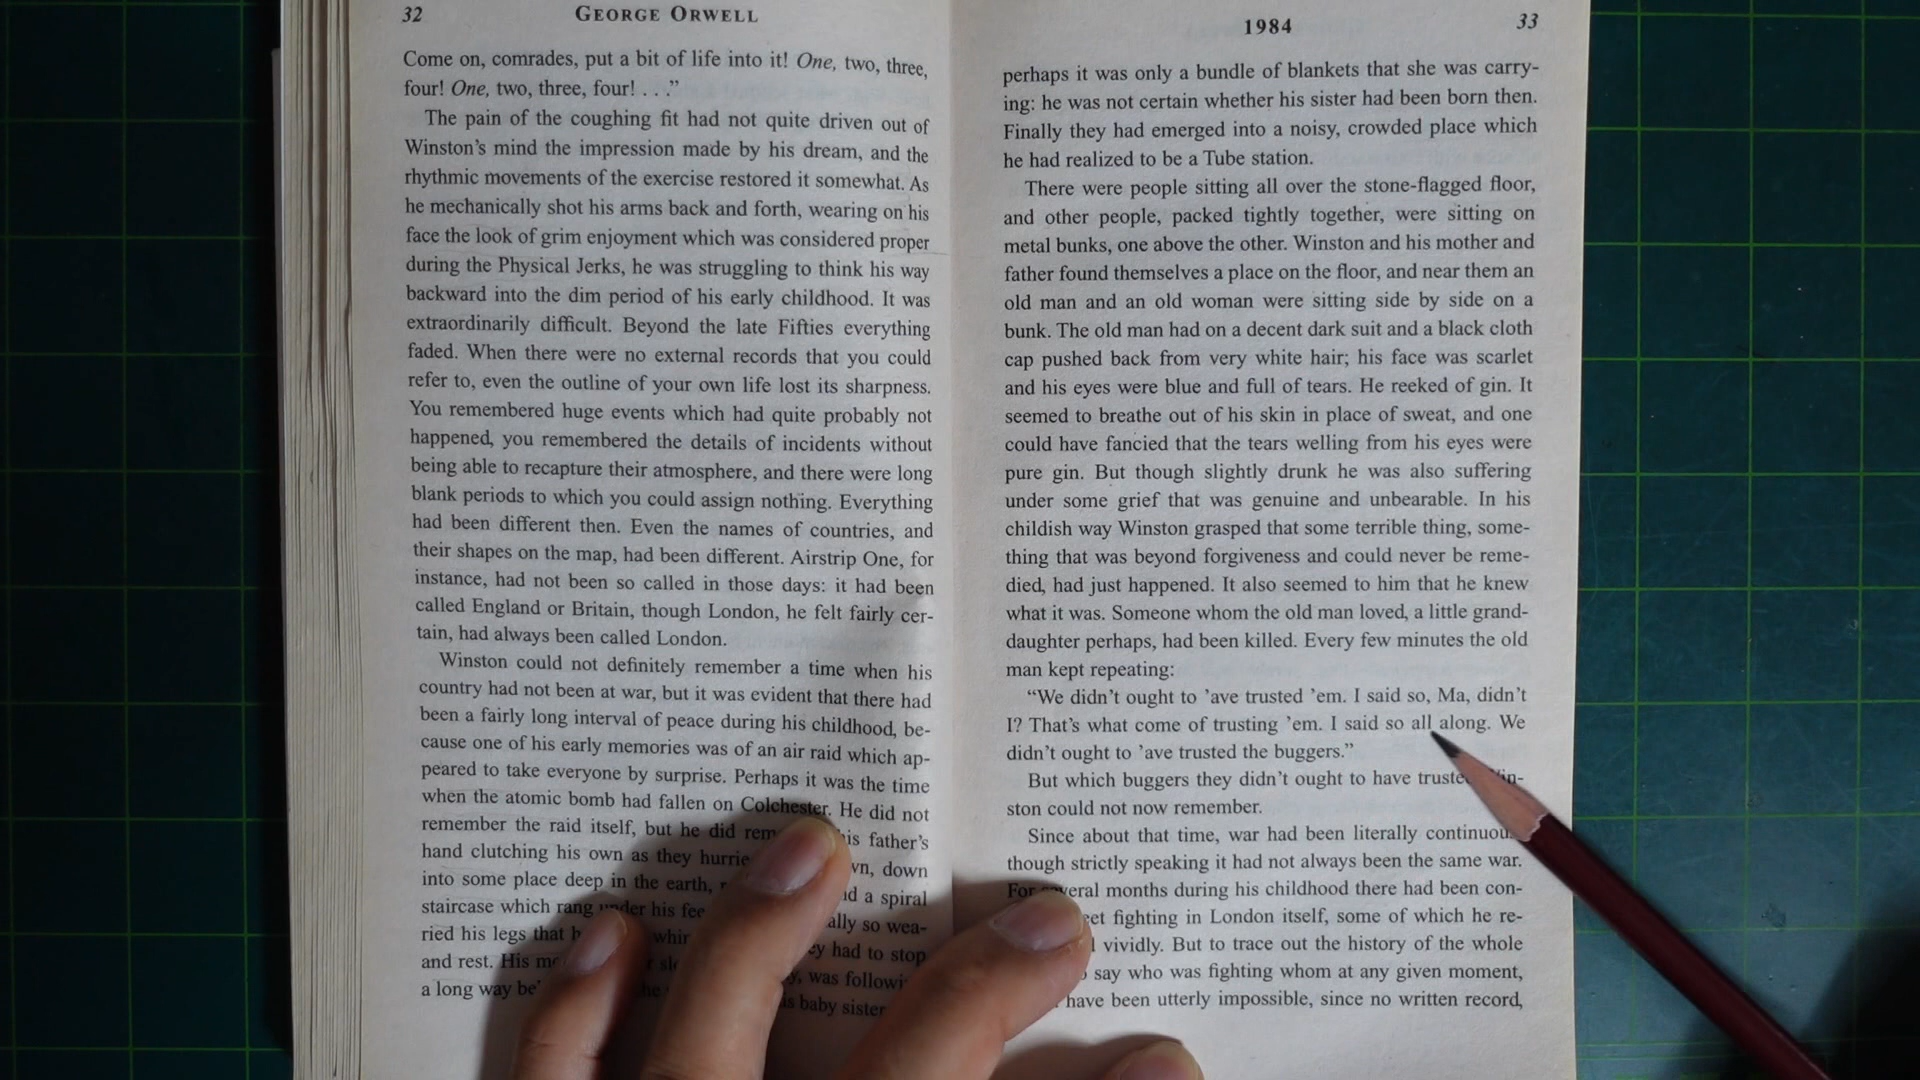 32
GEORGE ORWELL
Come on, comrades, put a bit of life into it! One, two, three,
four! One, two, three, four! . . .”
The pain of the coughing fit had not quite driven out of
Winston’s mind the impression made by his dream, and the
rhythmic movements of the exercise restored it somewhat. As
he mechanically shot his arms back and forth, wearing on his
face the look of grim enjoyment which was considered proper
during the Physical Jerks, he was struggling to think his way
backward into the dim period of his early childhood. It was
extraordinarily difficult. Beyond the late Fifties everything
faded. When there were no external records that you could
refer to, even the outline of your own life lost its sharpness.
You remembered huge events which had quite probably not
happened, you remembered the details of incidents without
being able to recapture their atmosphere, and there were long
blank periods to which you could assign nothing. Everything
had been different then. Even the names of countries, and
their shapes on the map, had been different. Airstrip One, for
instance, had not been so called in those days: it had been
called England or Britain, though London, he felt fairly cer-
tain, had always been called London.
Winston could not definitely remember a time when his
country had not been at war, but it was evident that there had
been a fairly long interval of peace during his childhood, be-
cause one of his early memories was of an air raid which ap-
peared to take everyone by surprise. Perhaps it was the time
when the atomic bomb had fallen on Colchester. He did not
remember the raid itself, but he did his father’s
hand clutching his own as they down
into some place deep in the earth, a spiral
staircase which rang under his so wea-
ried his legs that had to stop
and rest. His was
a long way baby sister
1984
33
perhaps it was only a bundle of blankets that she was carry-
ing: he was not certain whether his sister had been born then.
Finally they had emerged into a noisy, crowded place which
he had realized to be a Tube station.
There were people sitting all over the stone-flagged floor,
and other people, packed tightly together, were sitting on
metal bunks, one above the other. Winston and his mother and
father found themselves a place on the floor, and near them an
old man and an old woman were sitting side by side on a
bunk. The old man had on a decent dark suit and a black cloth
cap pushed back from very white hair; his face was scarlet
and his eyes were blue and full of tears. He reeked of gin. It
seemed to breathe out of his skin in place of sweat, and one
could have fancied that the tears welling from his eyes were
pure gin. But though slightly drunk he was also suffering
under some grief that was genuine and unbearable. In his
childish way Winston grasped that some terrible thing, some-
thing that was beyond forgiveness and could never be reme-
died, had just happened. It also seemed to him that he knew
what it was. Someone whom the old man loved, a little grand-
daughter perhaps, had been killed. Every few minutes the old
man kept repeating:
“We didn’t ought to ’ave trusted ’em. I said so, Ma, didn’t
I? That’s what come of trusting ’em. I said so all along. We
didn’t ought to ’ave trusted the buggers.”
But which buggers they didn’t ought to have trusted Win-
ston could not now remember.
Since about that time, war had been literally continuous
though strictly speaking it had not always been the same war.
For several months during his childhood there had been con-
fighting in London itself, some of which he re-
vividly. But to trace out the history of the whole
say who was fighting whom at any given moment,
have been utterly impossible, since no written record,